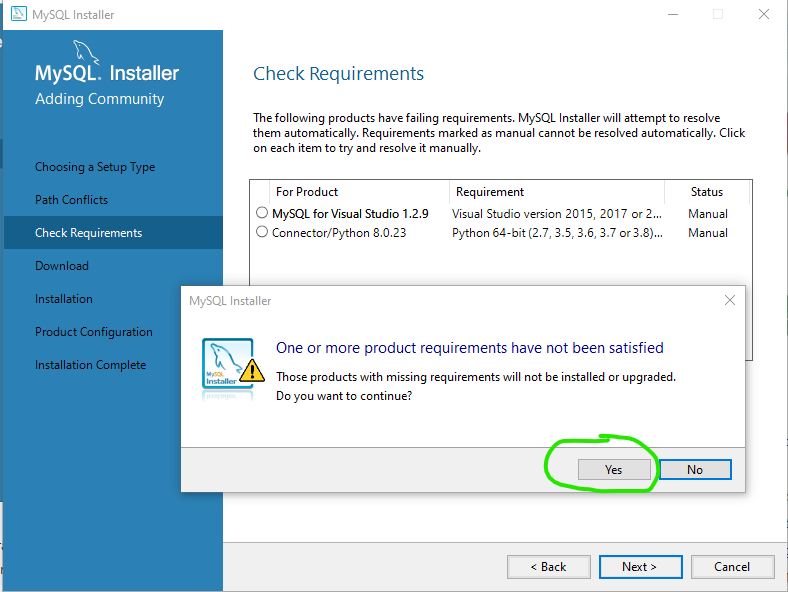 MySQL Installer
MySQL. Installer
Adding Community
Choosing a Setup Type
Path Conflicts
Check Requirements
Download
Installation
Product Configuration
Installation Complete
Check Requirements
The following products have failing requirements. MySQL Installer will attempt to resolve
them automatically. Requirements marked as manual cannot be resolved automatically. Click
on each item to try and resolve it manually.
For Product Requirement Status
MySQL for Visual Studio 1.2.9 Visual Studio version 2015, 2017 or 2... Manual
Connector/Python 8.0.23 Python 64-bit (2.7, 3.5, 3.6, 3.7 or 3.8)... Manual
MySQL Installer
MySQL
Installer
One or more product requirements have not been satisfied
Those products with missing requirements will not be installed or upgraded.
Do you want to continue?
Yes No
< Back Next > Cancel